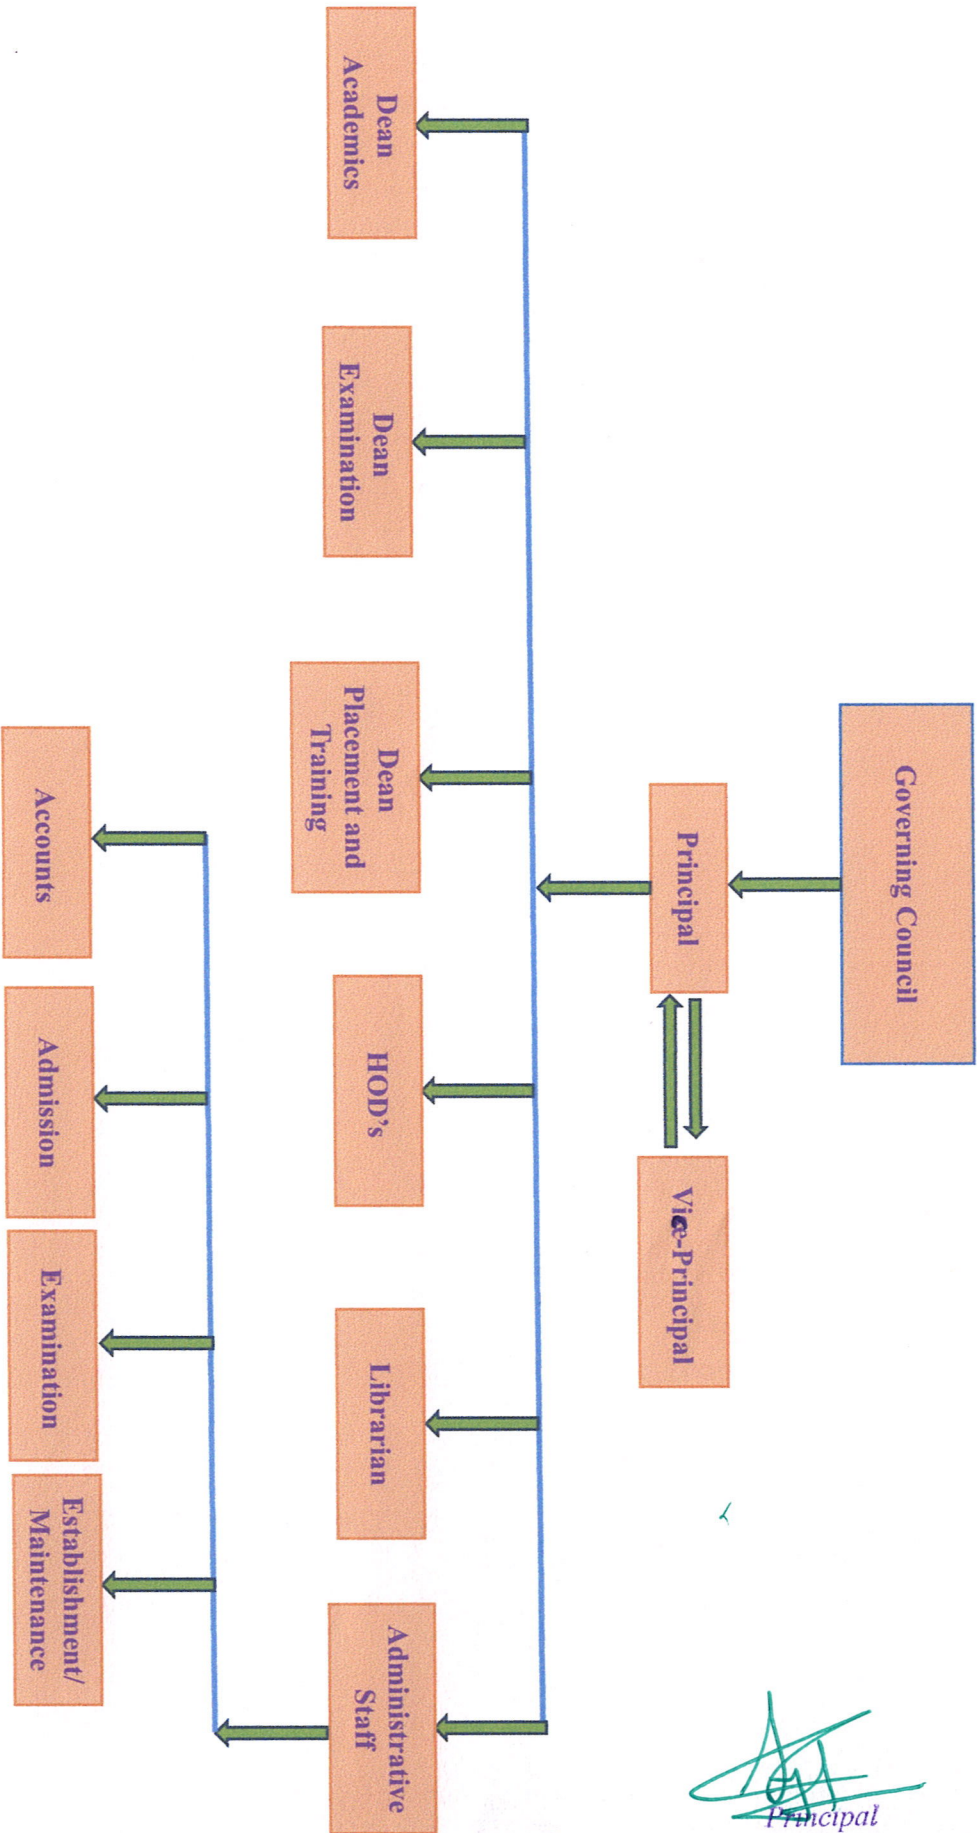 Governing Council
Principal
Vice-Principal
Dean
Academics
Dean
Examination
Dean
Placement and
Training
HOD's
Librarian
Administrative
Staff
Accounts
Admission
Examination
Establishment/
Maintenance
Principal